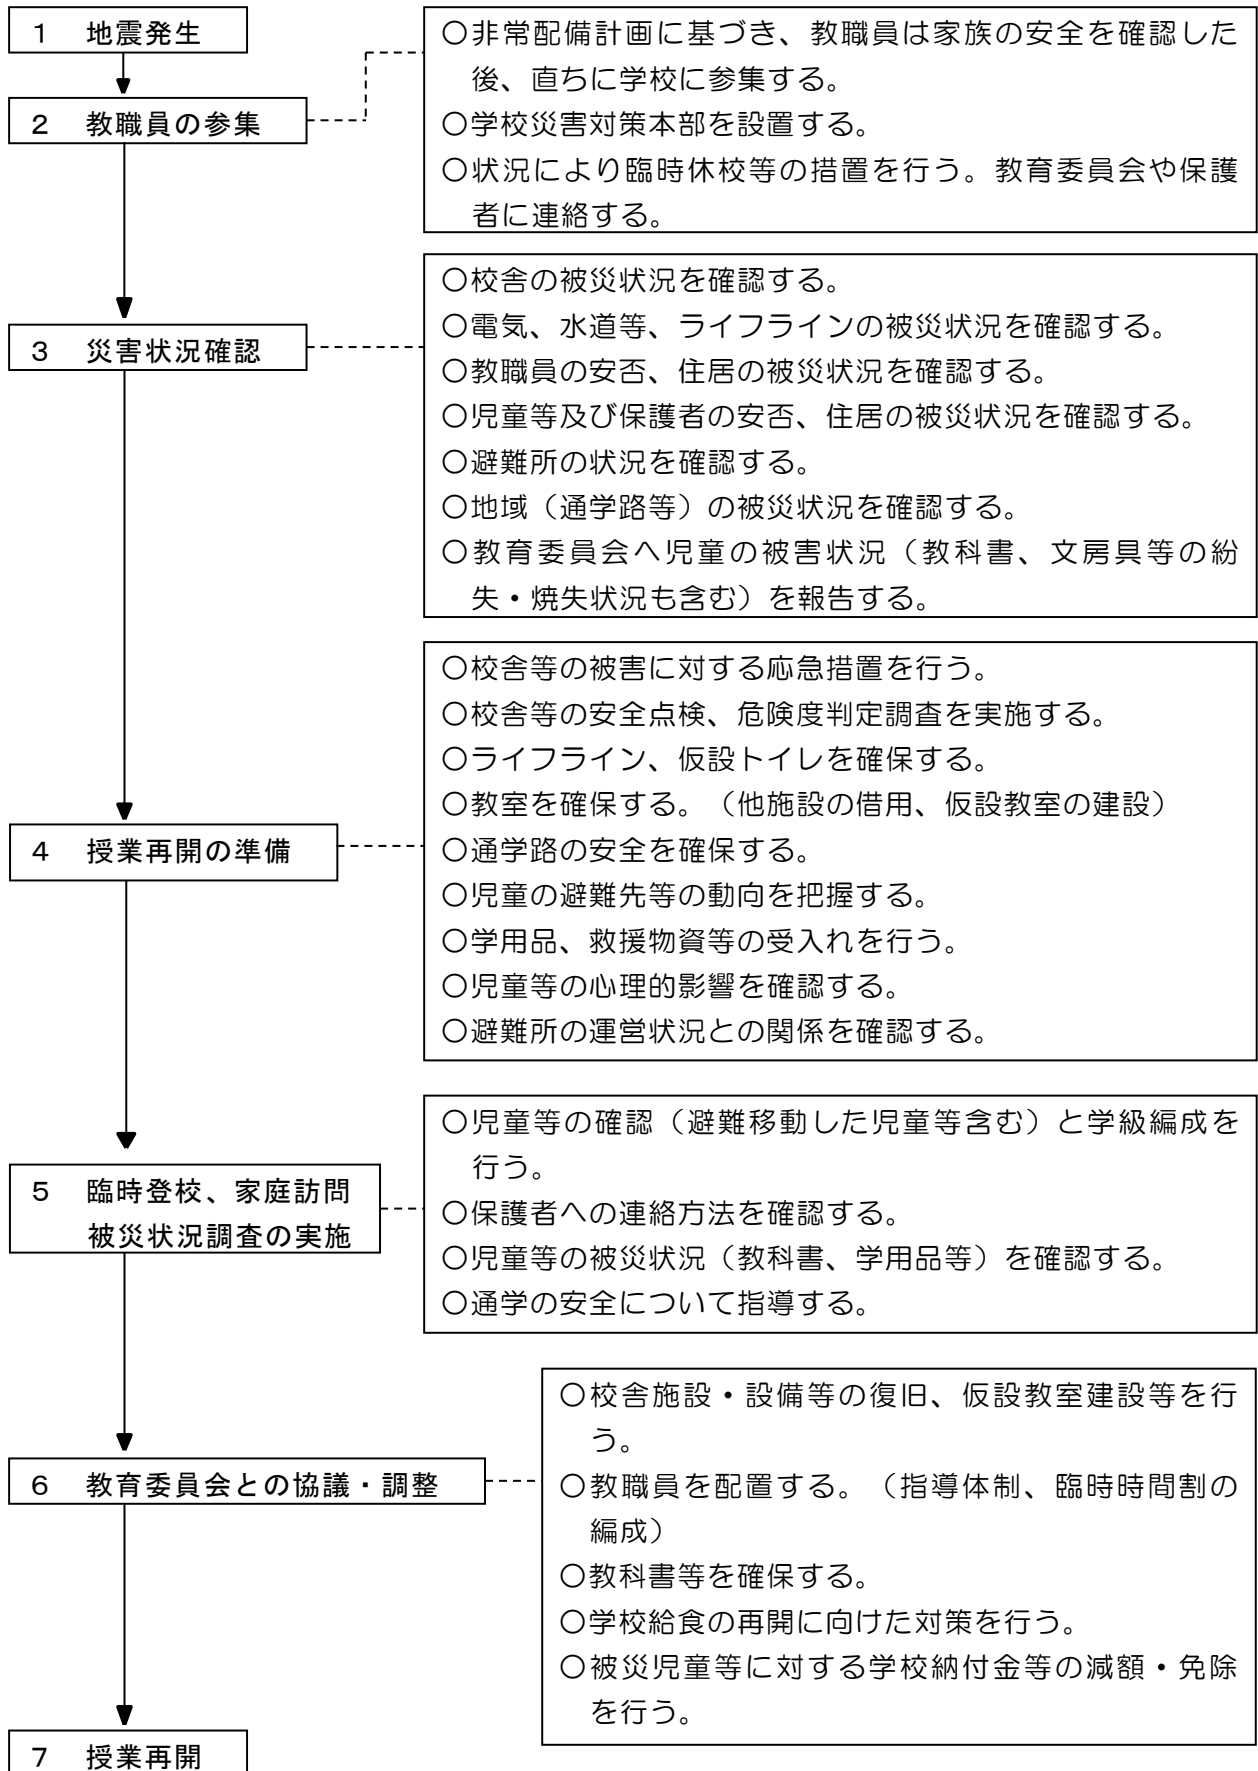 １　地震発生
○非常配備計画に基づき、教職員は家族の安全を確認した
後、直ちに学校に参集する。
○学校災害対策本部を設置する。
○状況により臨時休校等の措置を行う。教育委員会や保護
者に連絡する。
２　教職員の参集
○校舎の被災状況を確認する。
○電気、水道等、ライフラインの被災状況を確認する。
○教職員の安否、住居の被災状況を確認する。
○児童等及び保護者の安否、住居の被災状況を確認する。
○避難所の状況を確認する。
○地域（通学路等）の被災状況を確認する。
○教育委員会へ児童の被害状況（教科書、文房具等の紛
失・焼失状況も含む）を報告する。
３　災害状況確認
○校舎等の被害に対する応急措置を行う。
○校舎等の安全点検、危険度判定調査を実施する。
○ライフライン、仮設トイレを確保する。
○教室を確保する。（他施設の借用、仮設教室の建設）
○通学路の安全を確保する。
○児童の避難先等の動向を把握する。
○学用品、救援物資等の受入れを行う。
○児童等の心理的影響を確認する。
○避難所の運営状況との関係を確認する。
４　授業再開の準備
○児童等の確認（避難移動した児童等含む）と学級編成を
行う。
○保護者への連絡方法を確認する。
○児童等の被災状況（教科書、学用品等）を確認する。
○通学の安全について指導する。
５　臨時登校、家庭訪問
被災状況調査の実施
○校舎施設・設備等の復旧、仮設教室建設等を行
う。
○教職員を配置する。（指導体制、臨時時間割の
編成）
○教科書等を確保する。
○学校給食の再開に向けた対策を行う。
○被災児童等に対する学校納付金等の減額・免除
を行う。
６　教育委員会との協議・調整
７　授業再開